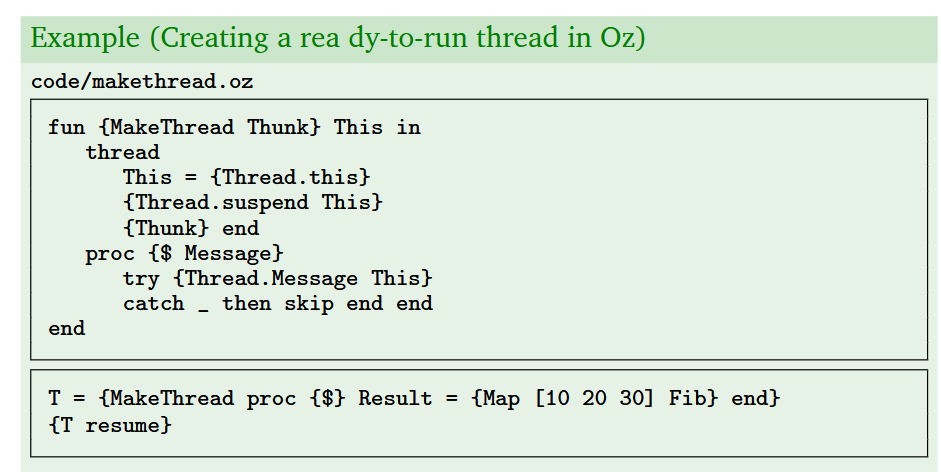 Example (Creating a rea dy-to-run thread in Oz)
code/makethread.oz
fun {MakeThread Thunk} This in
   thread
      This = {Thread.this}
      {Thread.suspend This}
      {Thunk} end
   proc {$ Message}
      try {Thread.Message This}
      catch _ then skip end end
end
T = {MakeThread proc {$} Result = {Map [10 20 30] Fib} end}
{T resume}